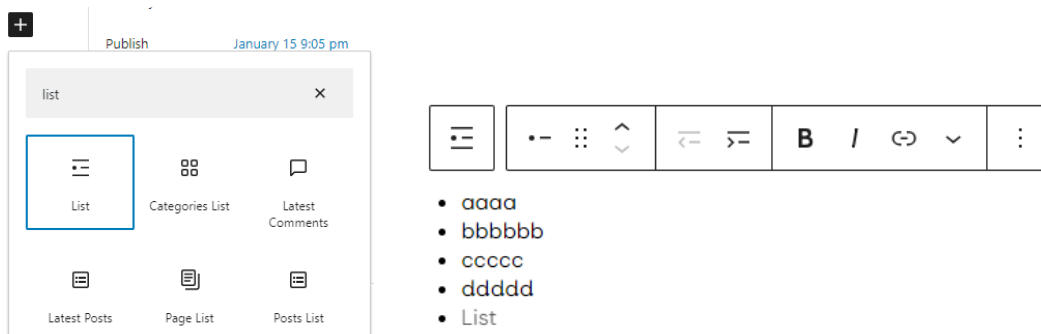 Publish January 15 9:05 pm
list
List Categories List Latest Comments
Latest Posts Page List Posts List
B I
aaaa
bbbbbb
ccccc
ddddd
List